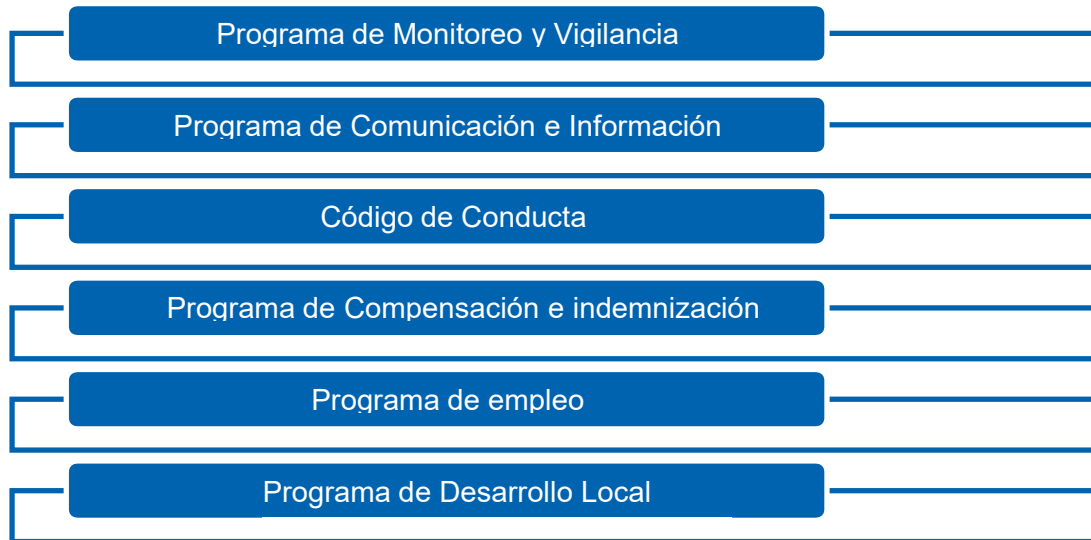 Programa de Monitoreo y Vigilancia
Programa de Comunicación e Información
Código de Conducta
Programa de Compensación e indemnización
Programa de empleo
Programa de Desarrollo Local